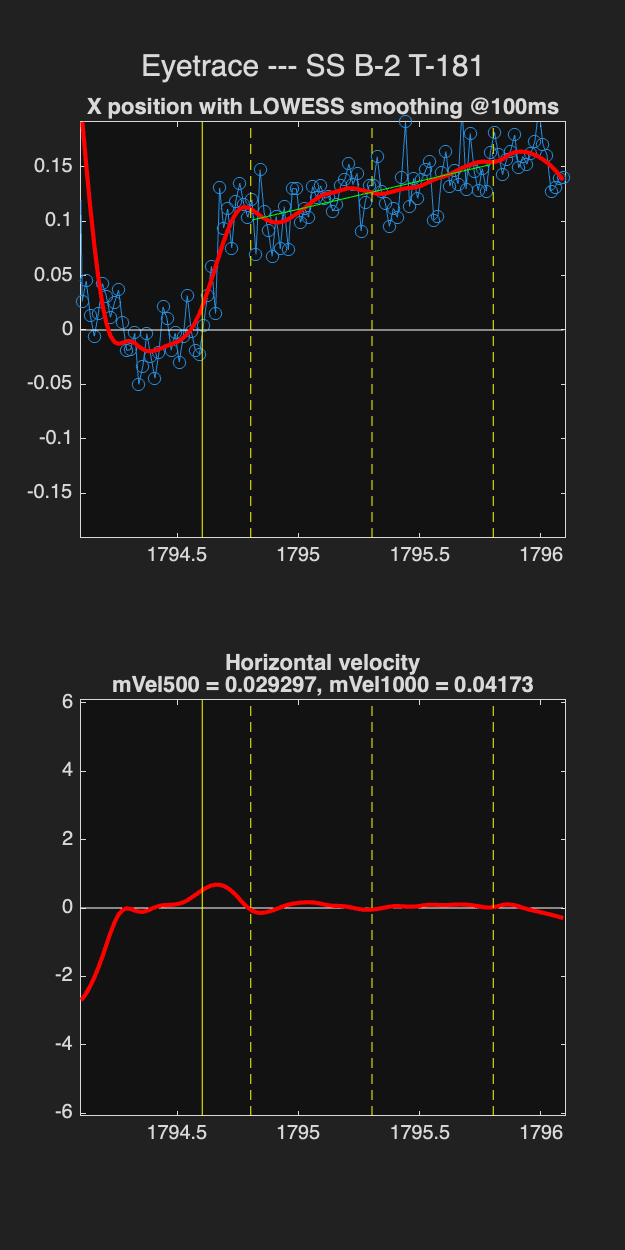 Eyetrace --- SS B-2 T-181
X position with LOWESS smoothing @100ms
0.15
0.1
0.05
0
-0.05
-0.1
-0.15
1794.5 1795 1795.5 1796
Horizontal velocity
mVel500 = 0.029297, mVel1000 = 0.04173
6
4
2
0
-2
-4
-6
1794.5 1795 1795.5 1796